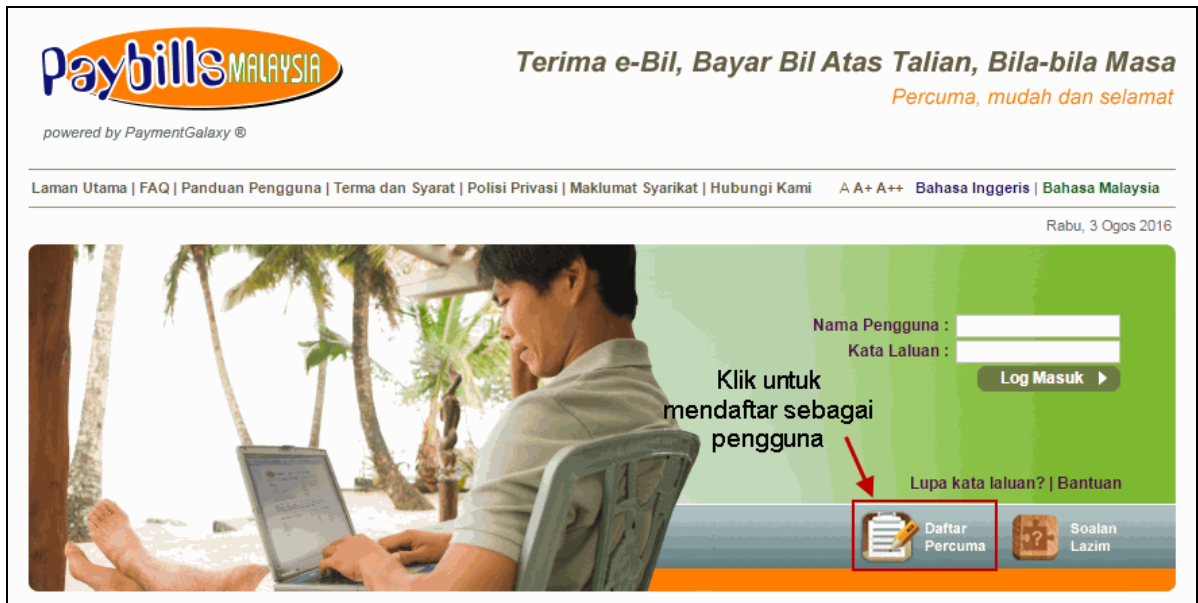 Paybills MALAYSIA
powered by PaymentGalaxy ®
Terima e-Bil, Bayar Bil Atas Talian, Bila-bila Masa
Percuma, mudah dan selamat
Laman Utama | FAQ | Panduan Pengguna | Terma dan Syarat | Polisi Privasi | Maklumat Syarikat | Hubungi Kami A A+ A++ Bahasa Inggeris | Bahasa Malaysia
Rabu, 3 Ogos 2016
Nama Pengguna :
Kata Laluan :
Log Masuk
Klik untuk
mendaftar sebagai
pengguna
Lupa kata laluan? | Bantuan
Daftar
Percuma
Soalan
Lazim